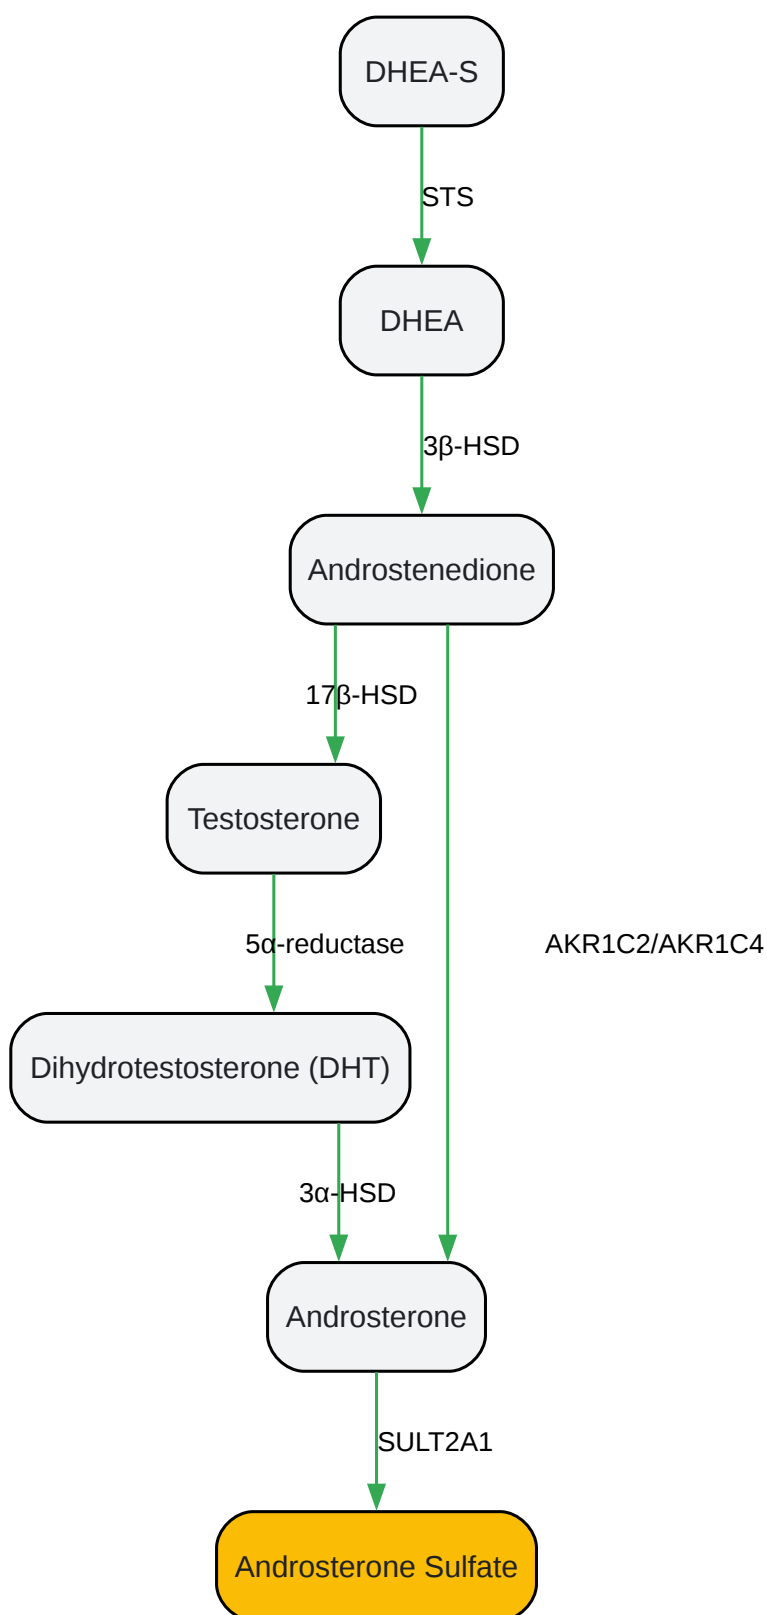 DHEA-S
STS
DHEA
3β-HSD
Androstenedione
17β-HSD
Testosterone
5α-reductase
AKR1C2/AKR1C4
Dihydrotestosterone (DHT)
3α-HSD
Androsterone
SULT2A1
Androsterone Sulfate